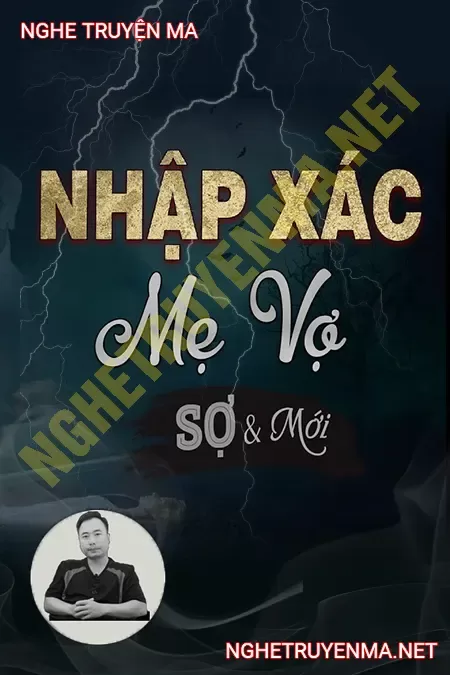 NGHE TRUYỆN MA
NGHETRUYENMA.NET
NHẬP XÁC
Mẹ Vợ
SỢ & Mới
NGHETRUYENMA.NET